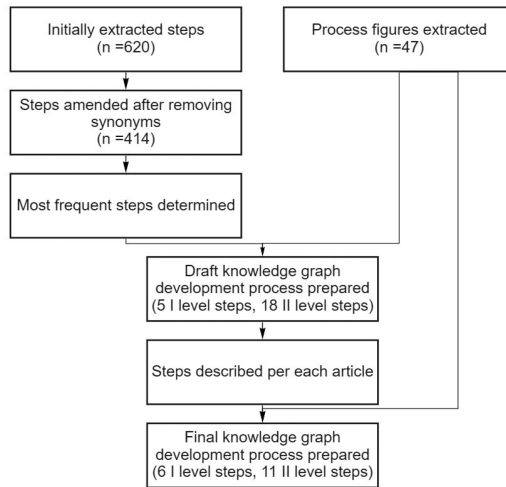 Initially extracted steps
(n =620)
Process figures extracted
(n =47)
Steps amended after removing
synonyms
(n =414)
Most frequent steps determined
Draft knowledge graph
development process prepared
(5 I level steps, 18 II level steps)
Steps described per each article
Final knowledge graph
development process prepared
(6 I level steps, 11 II level steps)